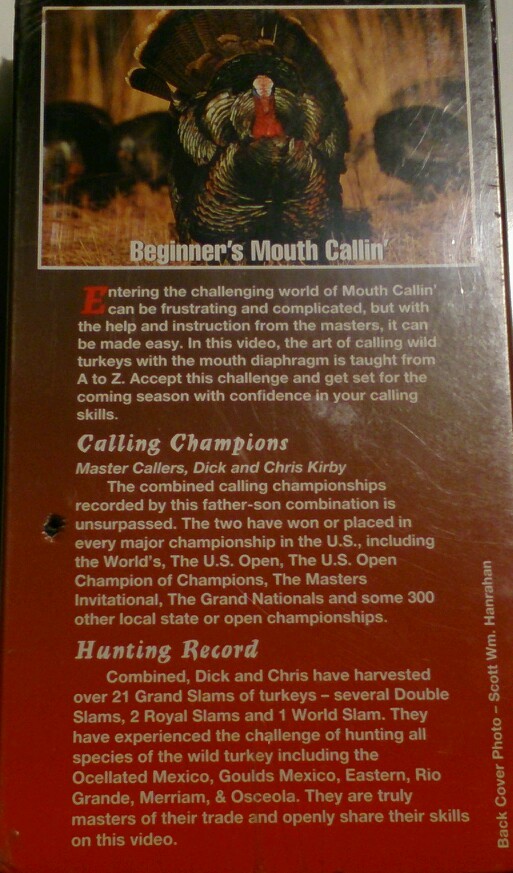 Beginner's Mouth Callin'
Entering the challenging world of Mouth Callin'
can be frustrating and complicated, but with
the help and instruction from the masters, it can
be made easy. In this video, the art of calling wild
turkeys with the mouth diaphragm is taught from
A to Z. Accept this challenge and get set for the
coming season with confidence in your calling
skills.
Calling Champions
Master Callers, Dick and Chris Kirby
The combined calling championships
recorded by this father-son combination is
unsurpassed. The two have won or placed in
every major championship in the U.S., including
the World's, The U.S. Open, The U.S. Open
Champion of Champions, The Masters
Invitational, The Grand Nationals and some 300
other local state or open championships.
Hunting Record
Combined, Dick and Chris have harvested
over 21 Grand Slams of turkeys – several Double
Slams, 2 Royal Slams and 1 World Slam. They
have experienced the challenge of hunting all
species of the wild turkey including the
Ocellated Mexico, Goulds Mexico, Eastern, Rio
Grande, Merriam, & Osceola. They are truly
masters of their trade and openly share their skills
on this video.
Back Cover Photo – Scott Wm. Hanrahan